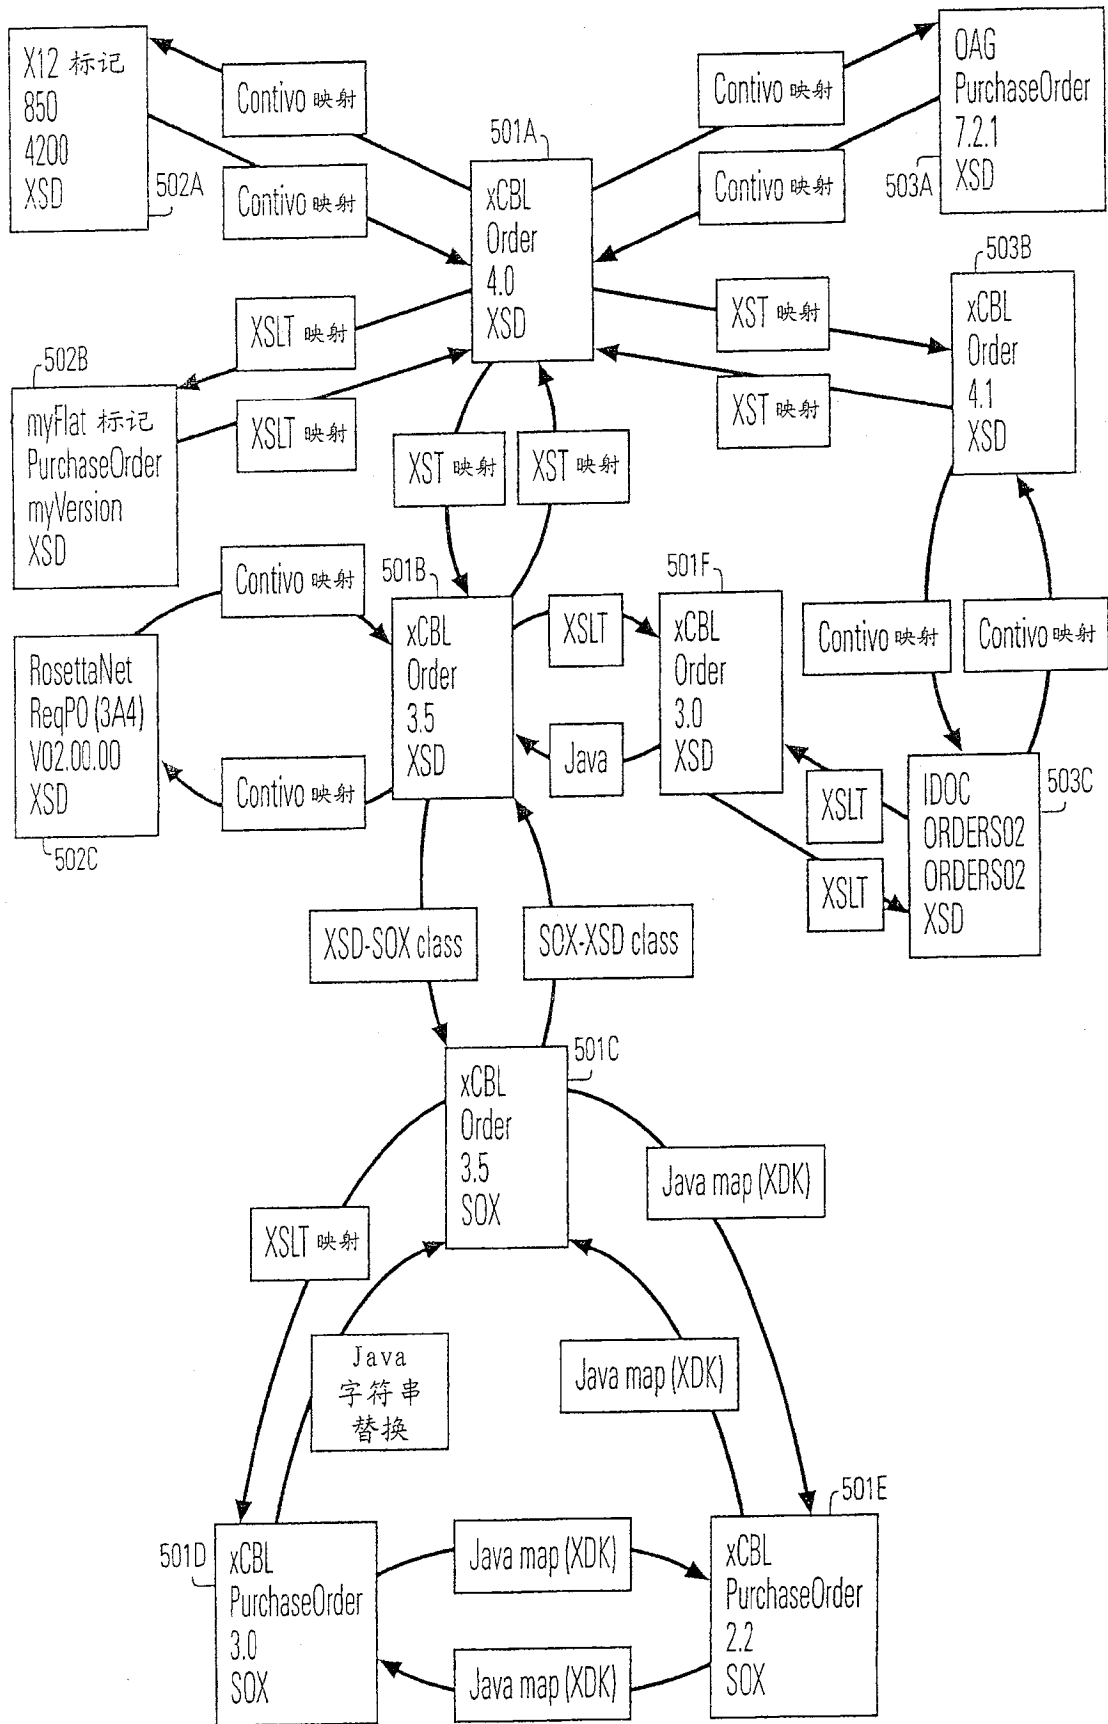 X12 标记
850
4200
XSD
502A
Contivo 映射
Contivo 映射
501A
xCBL
Order
4.0
XSD
Contivo 映射
Contivo 映射
OAG
PurchaseOrder
7.2.1
XSD
503A
503B
xCBL
Order
4.1
XSD
XSLT 映射
XSLT 映射
XST 映射
XST 映射
502B
myFlat 标记
PurchaseOrder
myVersion
XSD
XST 映射
XST 映射
Contivo 映射
501B
xCBL
Order
3.5
XSD
XSLT
Java
501F
xCBL
Order
3.0
XSD
Contivo 映射
Contivo 映射
RosettaNet
ReqPO (3A4)
V02.00.00
XSD
502C
Contivo 映射
XSLT
XSLT
IDOC
ORDERS02
ORDERS02
XSD
503C
XSD-SOX class
SOX-XSD class
501C
xCBL
Order
3.5
SOX
XSLT 映射
Java map (XDK)
Java
字符串
替换
Java map (XDK)
501D
xCBL
PurchaseOrder
3.0
SOX
Java map (XDK)
Java map (XDK)
501E
xCBL
PurchaseOrder
2.2
SOX